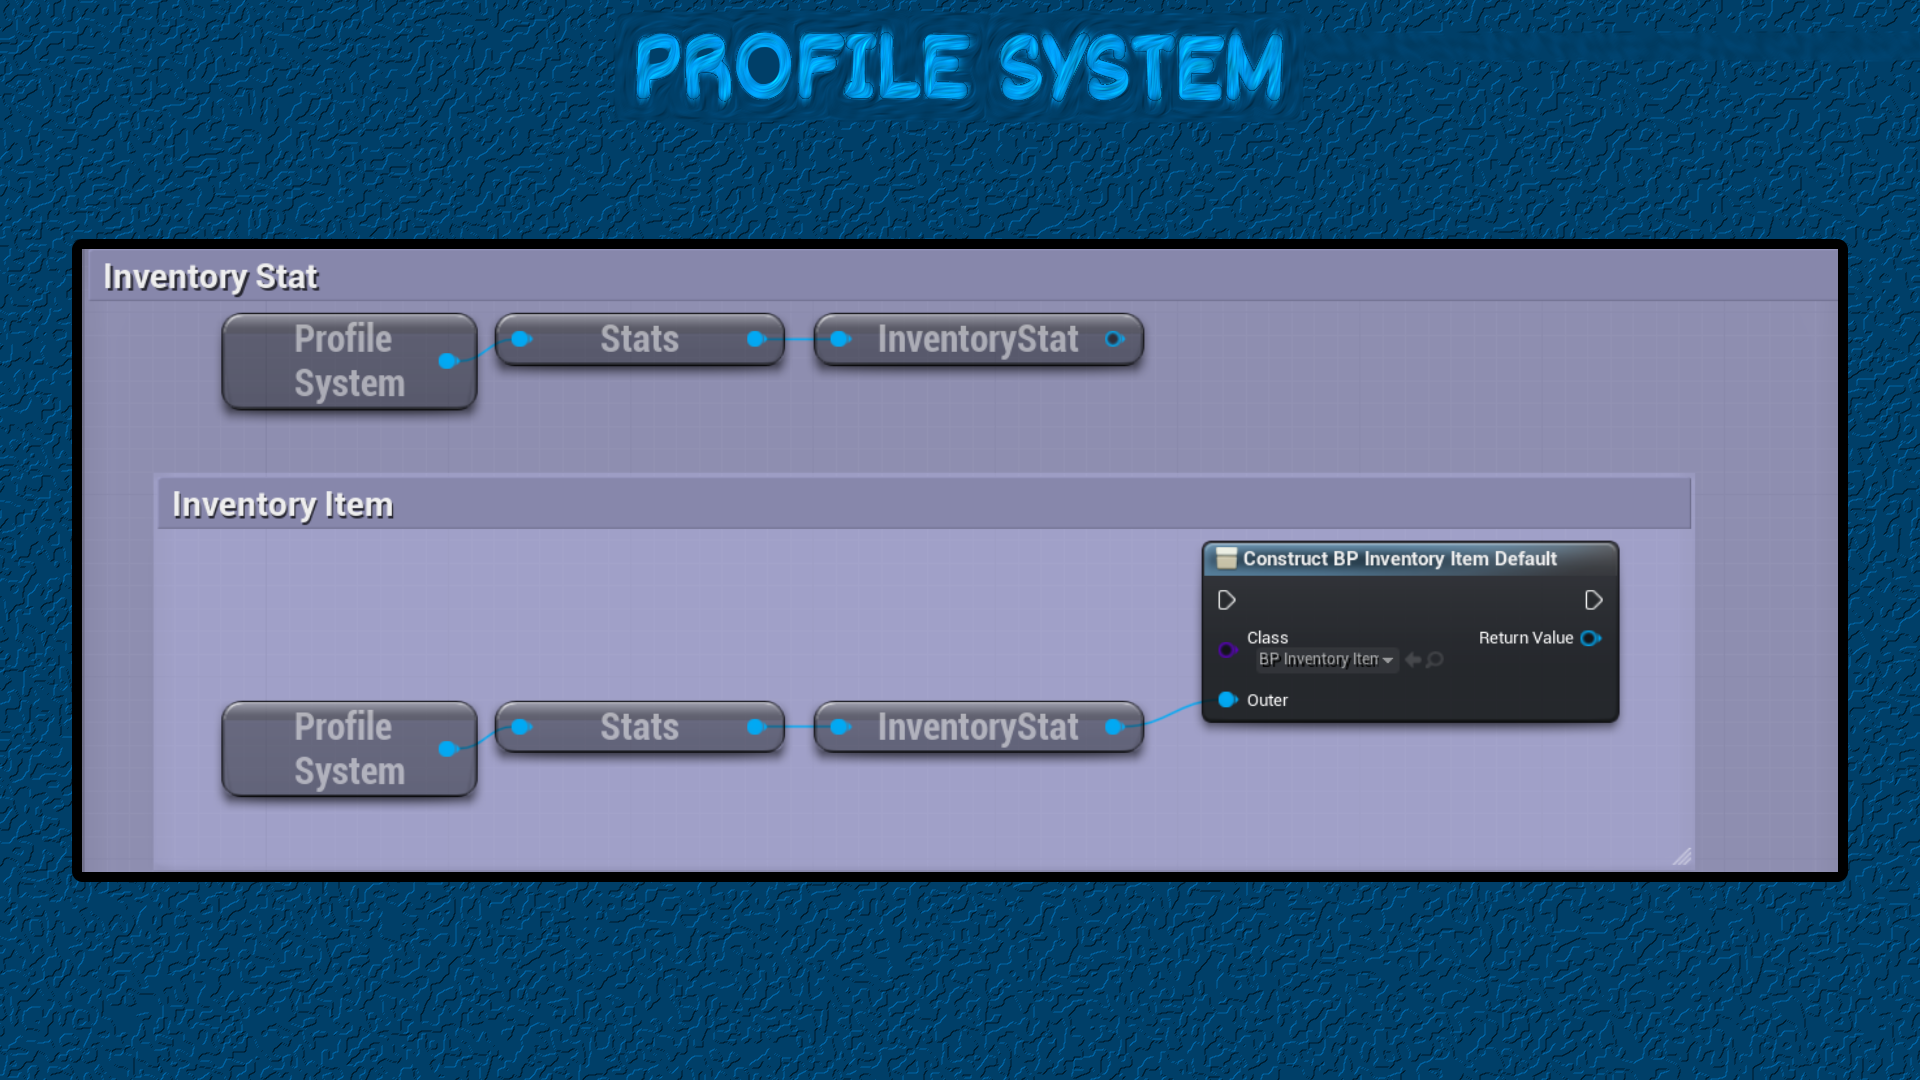 PROFILE SYSTEM
Inventory Stat
Profile
System
Stats
InventoryStat
Inventory Item
Construct BP Inventory Item Default
Class
Return Value
BP Inventory Iten
Outer
Profile
System
Stats
InventoryStat